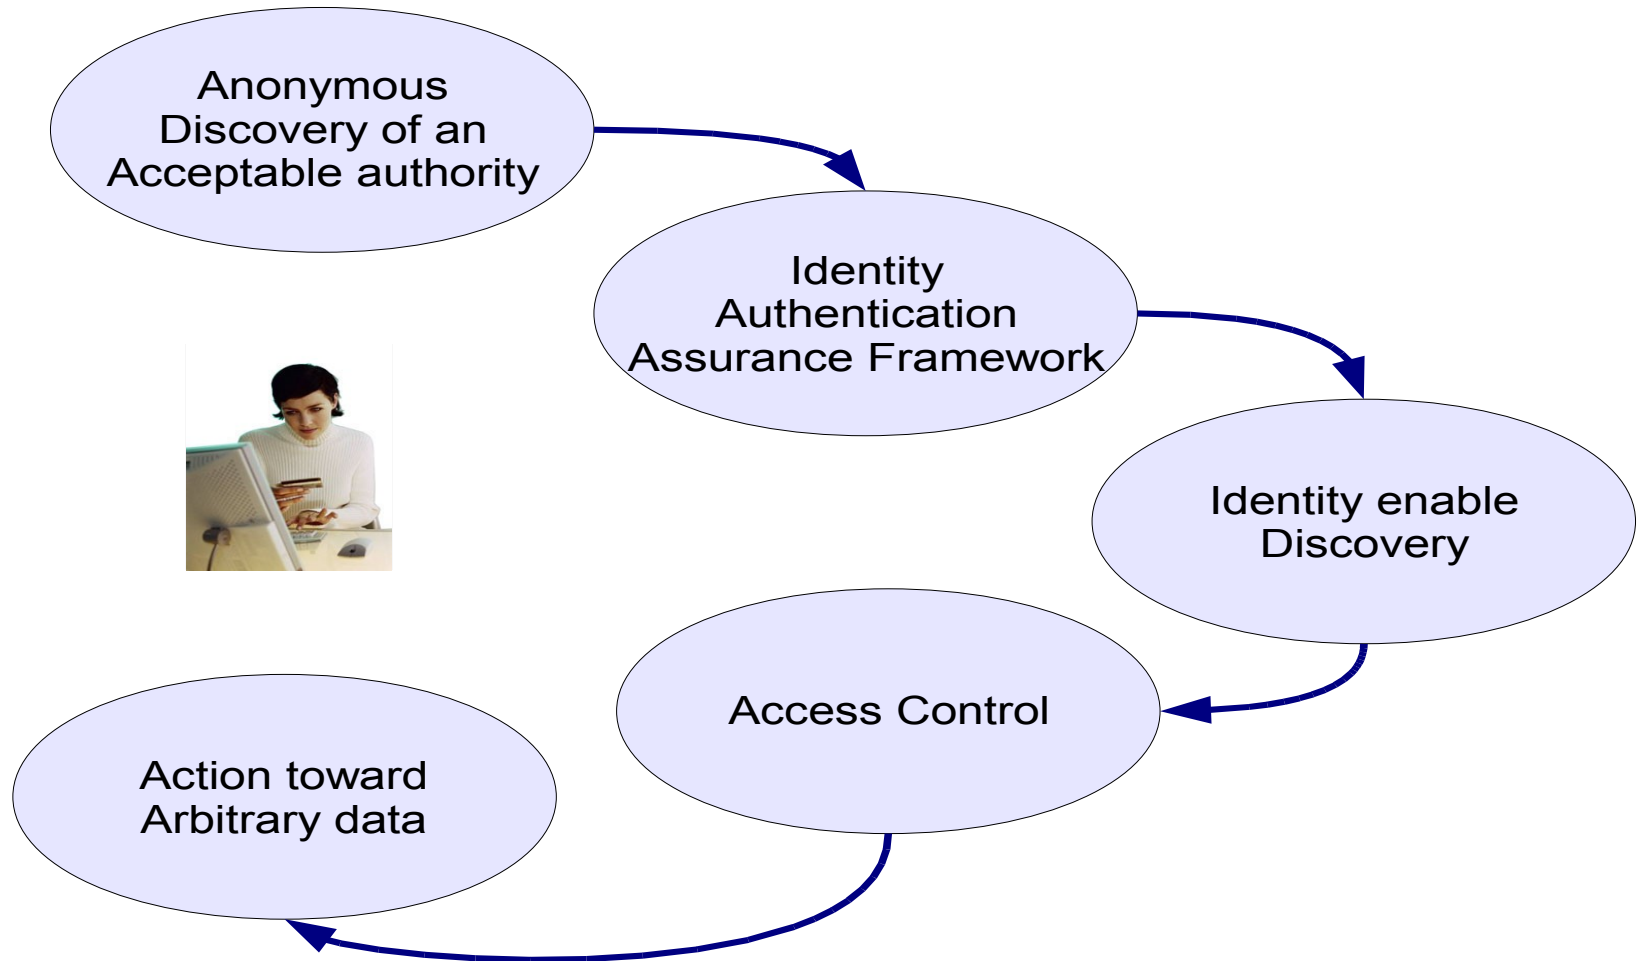 Anonymous
Discovery of an
Acceptable authority
Identity
Authentication
Assurance Framework
Identity enable
Discovery
Access Control
Action toward
Arbitrary data